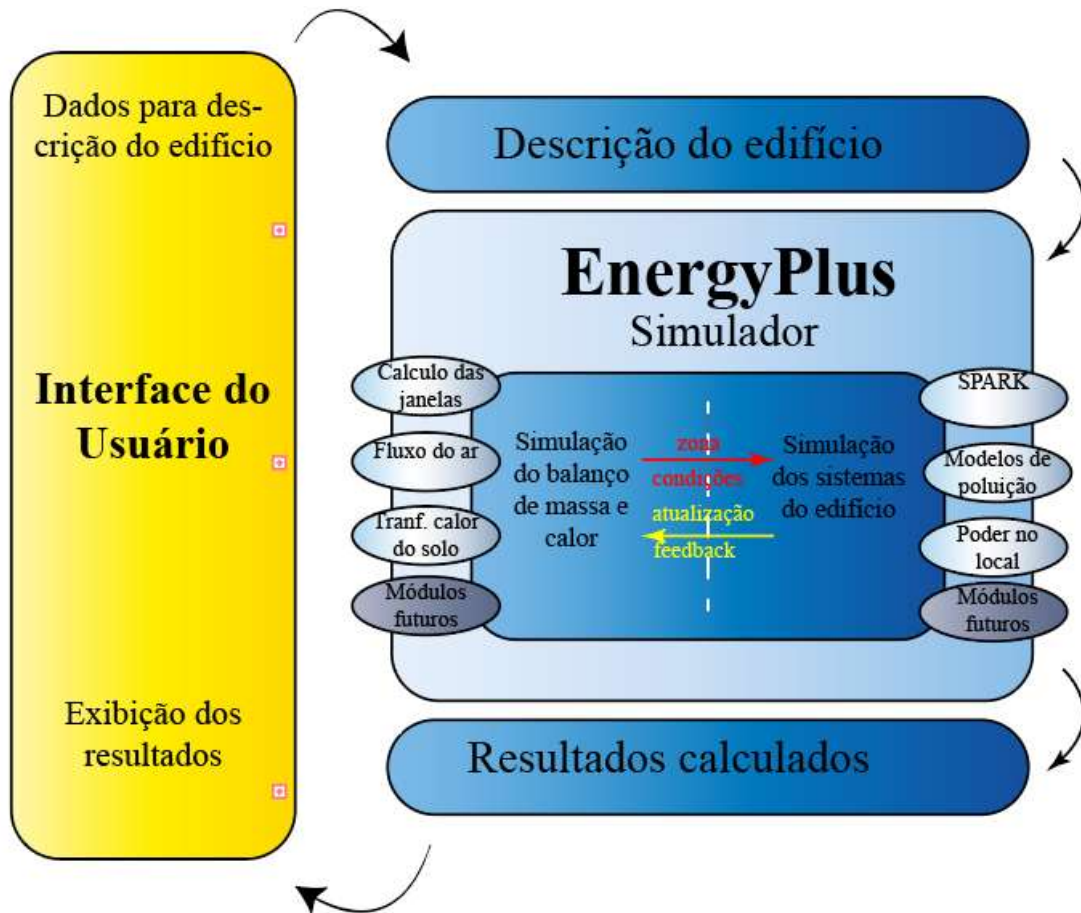 Dados para des-
crição do edifício
Interface do
Usuário
Exibição dos
resultados
Descrição do edifício
EnergyPlus
Simulador
Calculo das
janelas
Fluxo do ar
Tranf. calor
do solo
Módulos
futuros
Simulação
do balanço
de massa e
calor
zona
condições
atualização
feedback
Simulação
dos sistemas
do edifício
SPARK
Modelos de
poluição
Poder no
local
Módulos
futuros
Resultados calculados